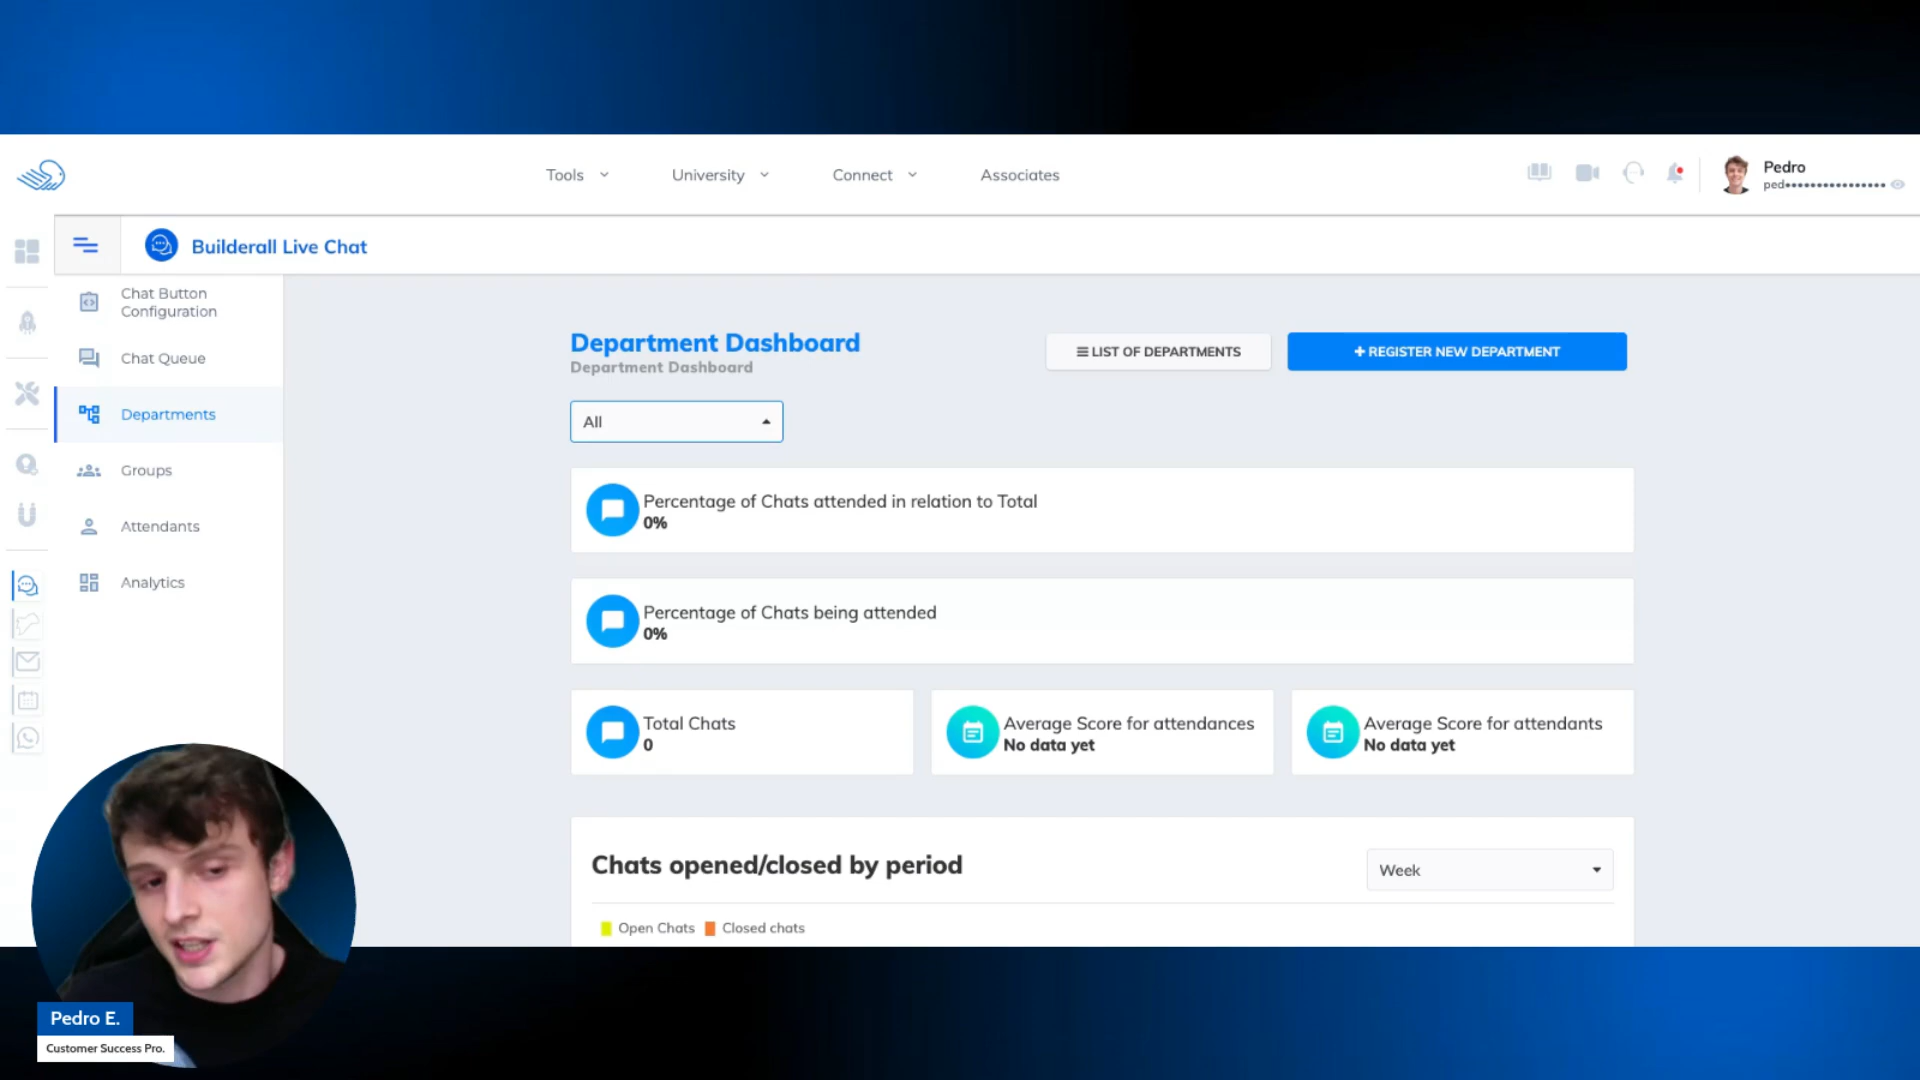 Tools
University
Connect
Associates
Pedro
ped••••••••••••••••
Builderall Live Chat
Chat Button
Configuration
Chat Queue
Departments
Groups
Attendants
Analytics
Department Dashboard
Department Dashboard
LIST OF DEPARTMENTS
+ REGISTER NEW DEPARTMENT
All
Percentage of Chats attended in relation to Total
0%
Percentage of Chats being attended
0%
Total Chats
0
Average Score for attendances
No data yet
Average Score for attendants
No data yet
Chats opened/closed by period
Week
Open Chats
Closed chats
Pedro E.
Customer Success Pro.